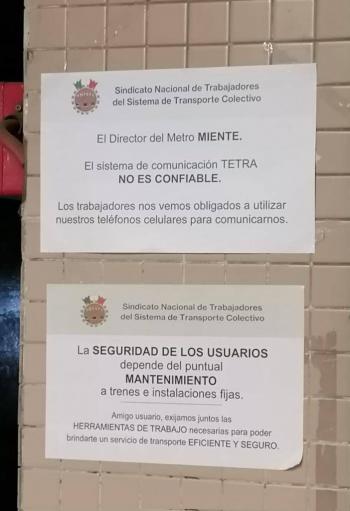 Sindicato Nacional de Trabajadores
del Sistema de Transporte Colectivo
El Director del Metro MIENTE.
El sistema de comunicación TETRA
NO ES CONFIABLE.
Los trabajadores nos vemos obligados a utilizar
nuestros teléfonos celulares para comunicarnos.
Sindicato Nacional de Trabajadores
del Sistema de Transporte Colectivo
La SEGURIDAD DE LOS USUARIOS
depende del puntual
MANTENIMIENTO
a trenes e instalaciones fijas.
Amigo usuario, exijamos juntos las
HERRAMIENTAS DE TRABAJO necesarias para poder
brindarte un servicio de transporte EFICIENTE Y SEGURO.